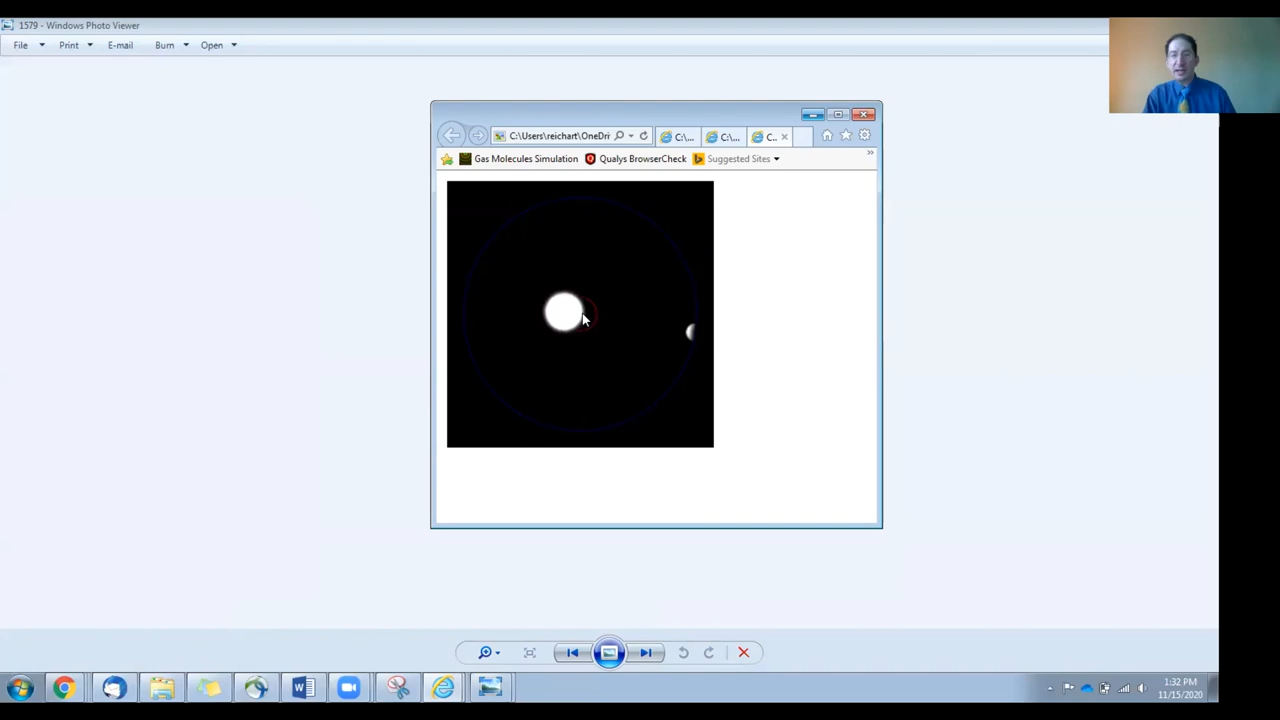 1579 - Windows Photo Viewer
File Print E-mail Burn Open
C:\Users\reichart\OneDri C:\... C:\... C...
Gas Molecules Simulation Qualys BrowserCheck Suggested Sites
1:32 PM
11/15/2020